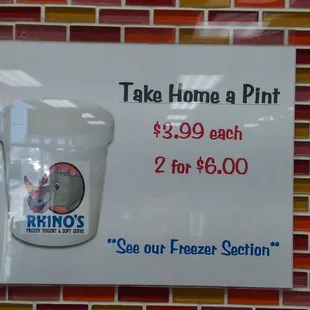 Take Home a Pint
$3.99 each
2 for $6.00
RHINO'S
FROZEN YOGURT & SOFT SERVE
**See our Freezer Section**